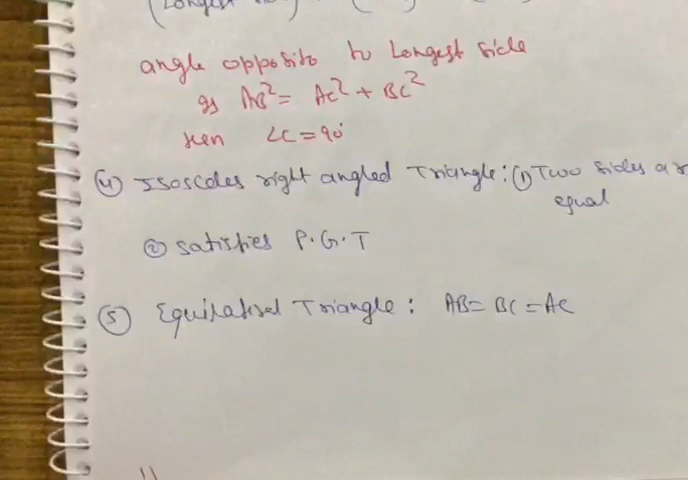 (Longest
angle opposite to Longest side
If AB² = AC² + BC²
then ∠C = 90°
(4) Isosceles right angled Triangle: (1) Two sides are
equal
(2) satisfies P.G.T
(5) Equilateral Triangle: AB = BC = AC